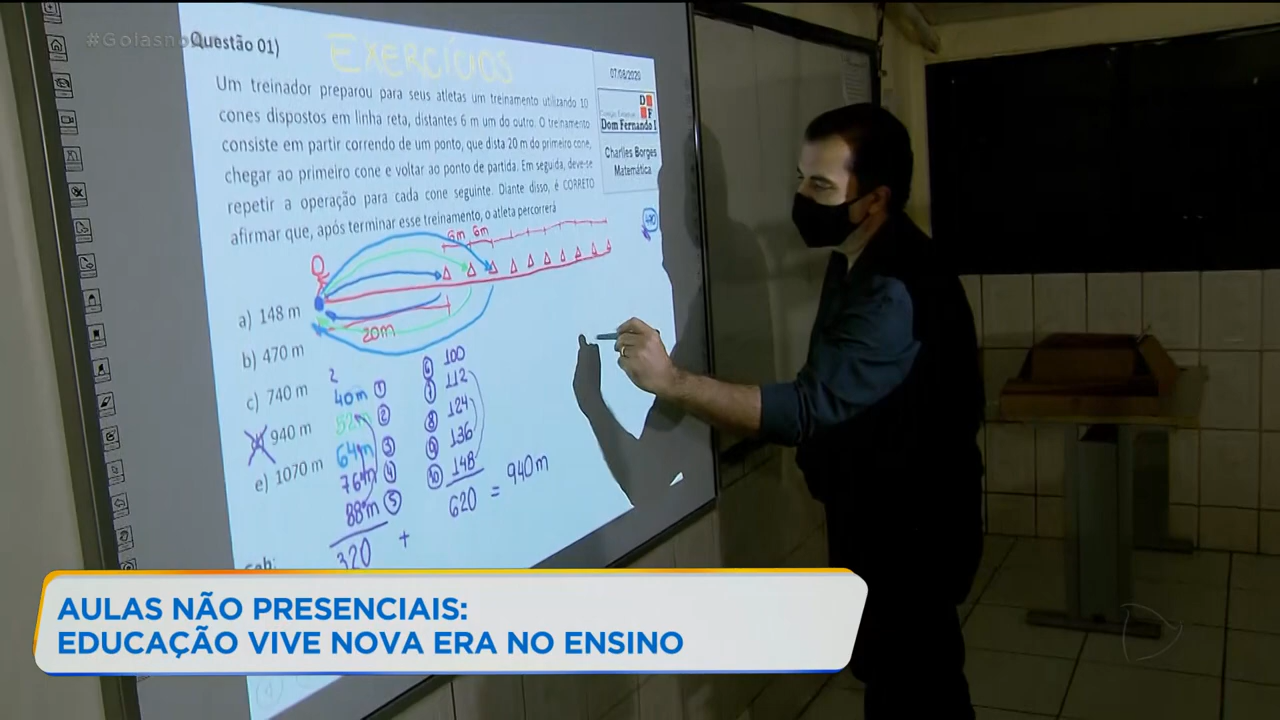 #Goiasno
Questão 01)
EXERCÍCIOS
07/08/2020
Um treinador preparou para seus atletas um treinamento utilizando 10
cones dispostos em linha reta, distantes 6 m um do outro. O treinamento
consiste em partir correndo de um ponto, que dista 20 m do primeiro cone,
chegar ao primeiro cone e voltar ao ponto de partida. Em seguida, deve-se
repetir a operação para cada cone seguinte. Diante disso, é CORRETO
afirmar que, após terminar esse treinamento, o atleta percorrerá
D
F
Dom Fernando I
Charlles Borges
Matemática
6m 6m
20m
a) 148 m
b) 470 m
c) 740 m
940 m
e) 1070 m
2
40m 1
52m 2
64m 3
76m 4
88m 5
320 +
6 100
7 112
8 124
9 136
10 148
620 = 940m
AULAS NÃO PRESENCIAIS:
EDUCAÇÃO VIVE NOVA ERA NO ENSINO